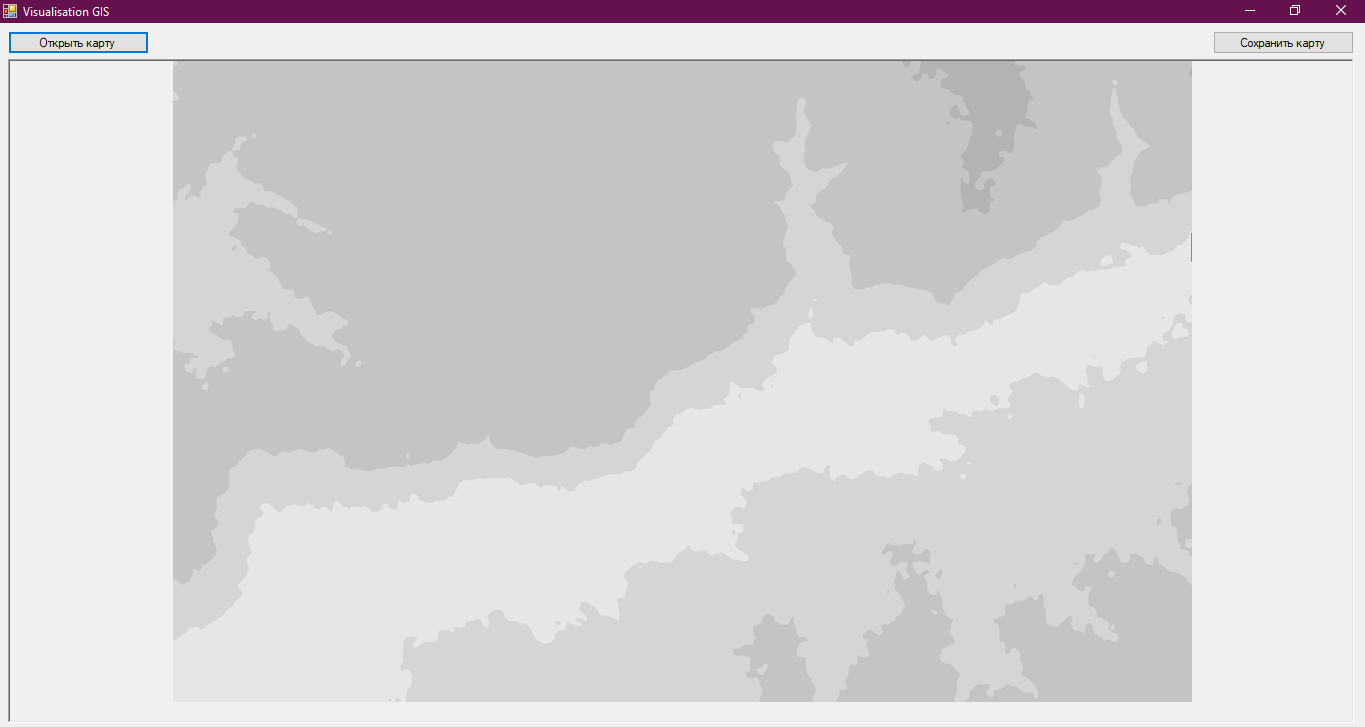 Visualisation GIS
Открыть карту
Сохранить карту